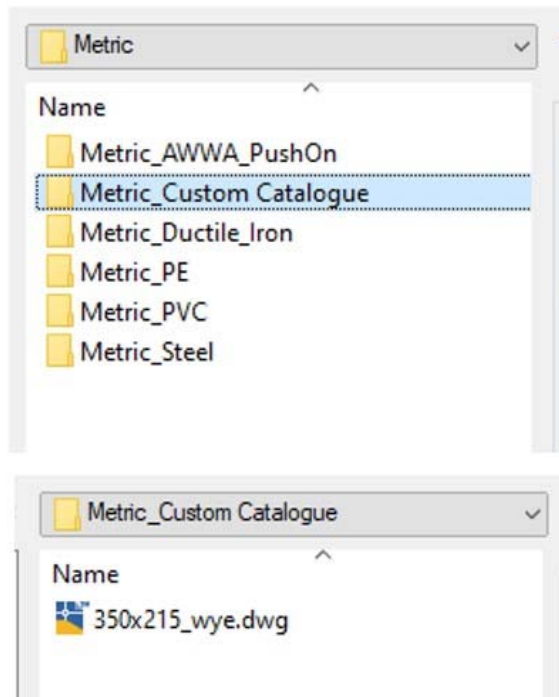 Metric
Name
Metric_AWWA_PushOn
Metric_Custom Catalogue
Metric_Ductile_Iron
Metric_PE
Metric_PVC
Metric_Steel
Metric_Custom Catalogue
Name
350x215_wye.dwg